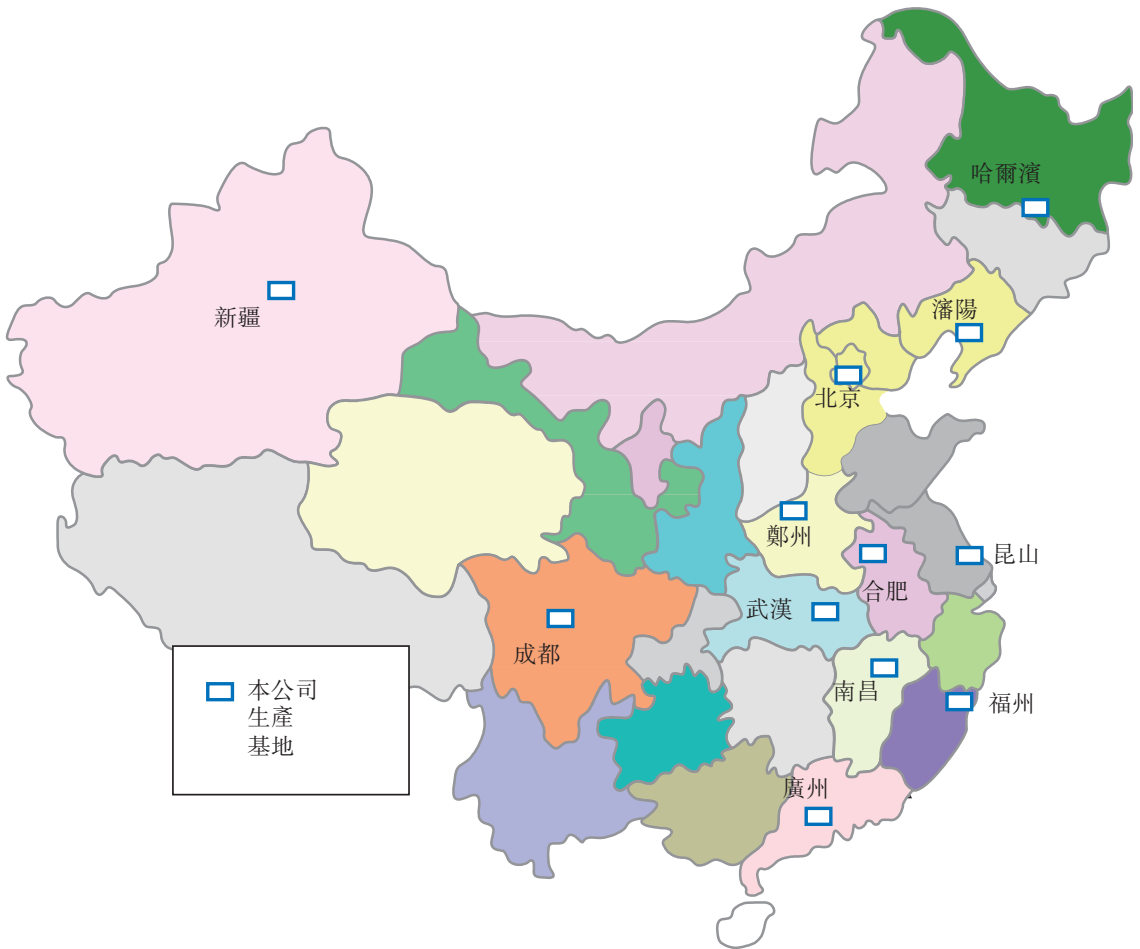 哈爾濱
新疆
瀋陽
北京
鄭州
昆山
合肥
武漢
成都
南昌
本公司
生產
基地
福州
廣州